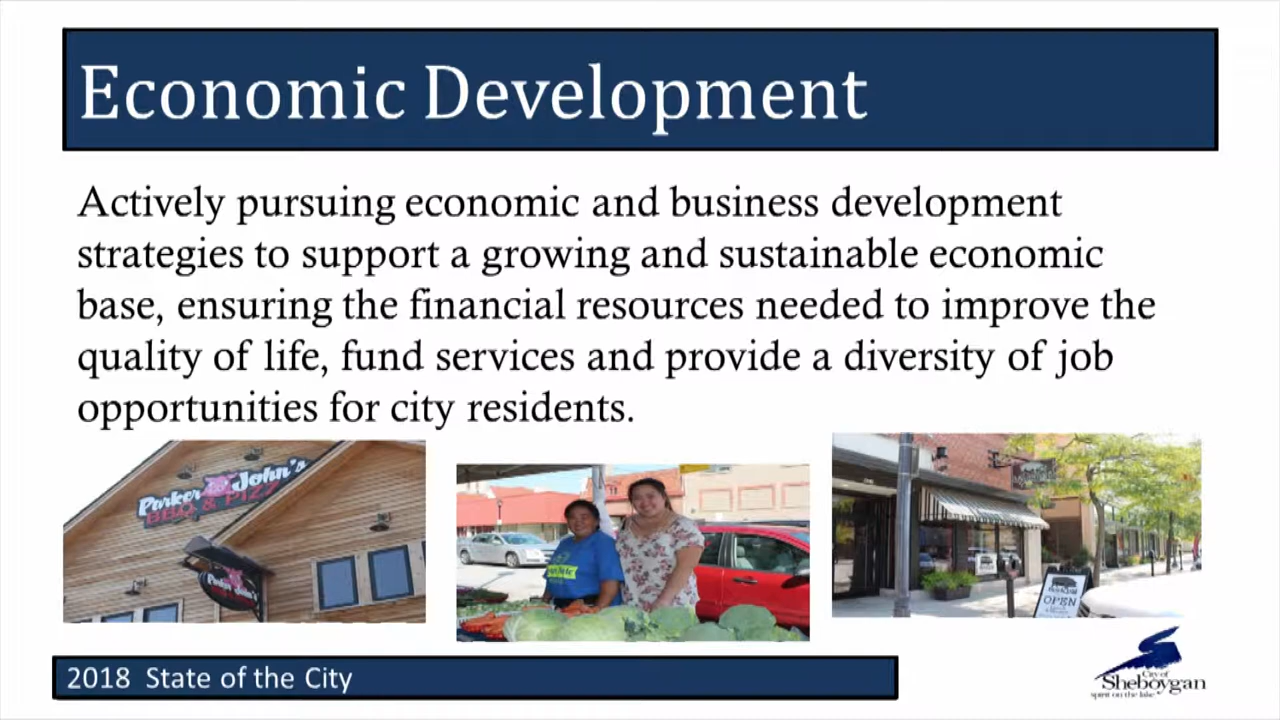 Economic Development
Actively pursuing economic and business development
strategies to support a growing and sustainable economic
base, ensuring the financial resources needed to improve the
quality of life, fund services and provide a diversity of job
opportunities for city residents.
Parker John's
BBQ & PIZZA
Parker John's
OPEN
2018 State of the City
City of
Sheboygan
spirit on the lake